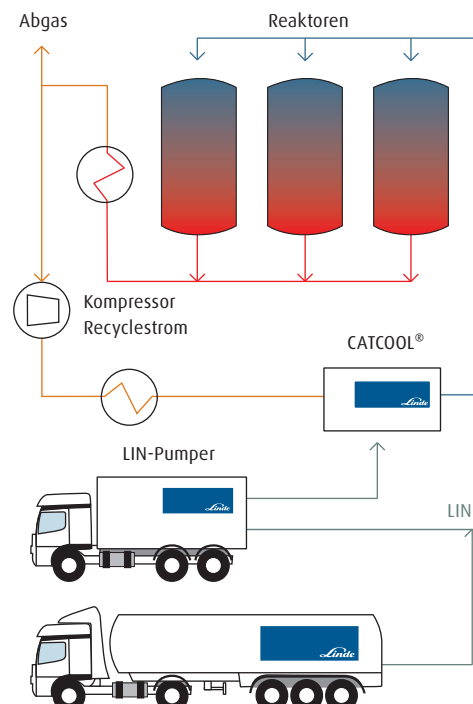 Abgas
Reaktoren
Kompressor
Recyclestrom
CATCOOL®
Linde
LIN-Pumper
Linde
LIN
Linde